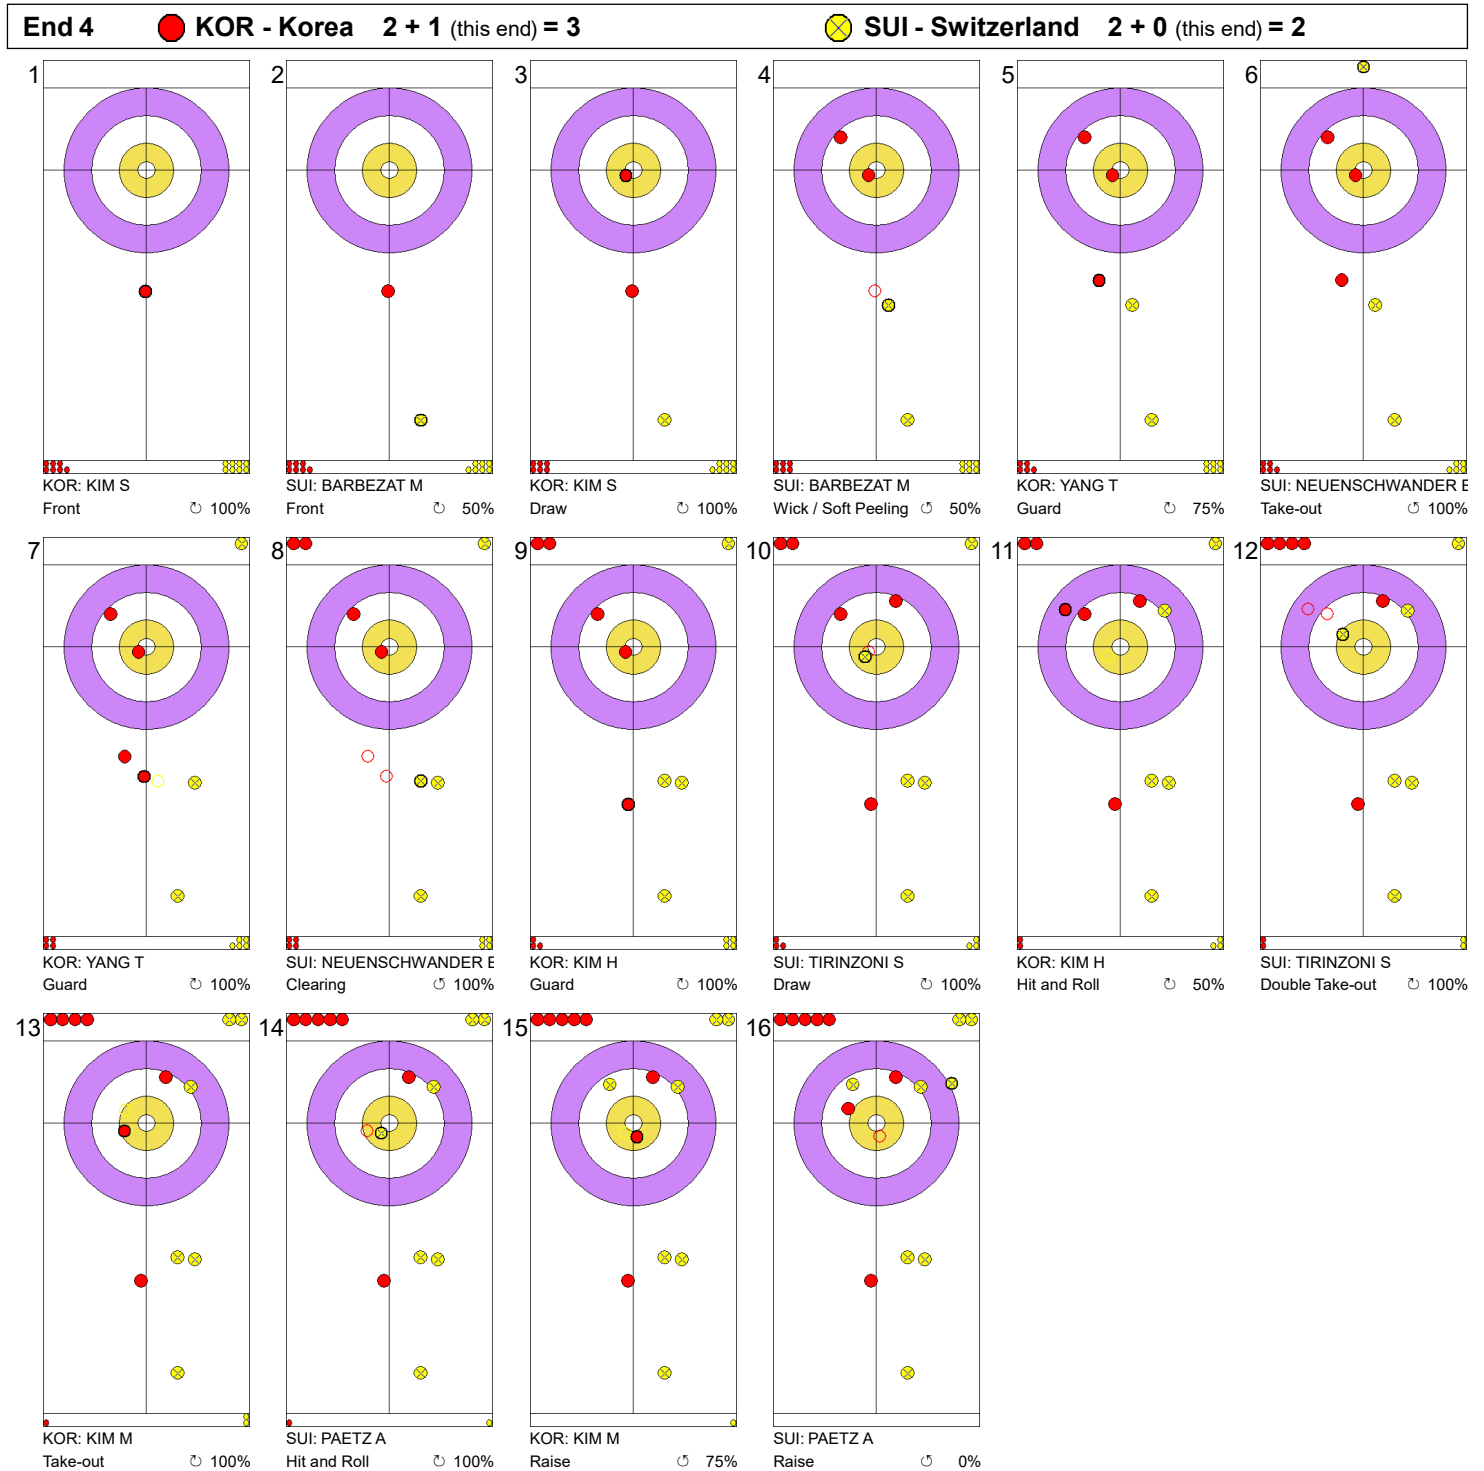 End 4 KOR - Korea 2 + 1 (this end) = 3 SUI - Switzerland 2 + 0 (this end) = 2
1 2 3 4 5 6
KOR: KIM S SUI: BARBEZAT M KOR: KIM S SUI: BARBEZAT M KOR: YANG T SUI: NEUENSCHWANDER E
Front ↻ 100% Front ↻ 50% Draw ↻ 100% Wick / Soft Peeling ↺ 50% Guard ↻ 75% Take-out ↻ 100%
7 8 9 10 11 12
KOR: YANG T SUI: NEUENSCHWANDER E KOR: KIM H SUI: TIRINZONI S KOR: KIM H SUI: TIRINZONI S
Guard ↻ 100% Clearing ↺ 100% Guard ↻ 100% Draw ↻ 100% Hit and Roll ↻ 50% Double Take-out ↻ 100%
13 14 15 16
KOR: KIM M SUI: PAETZ A KOR: KIM M SUI: PAETZ A
Take-out ↻ 100% Hit and Roll ↻ 100% Raise ↺ 75% Raise ↺ 0%